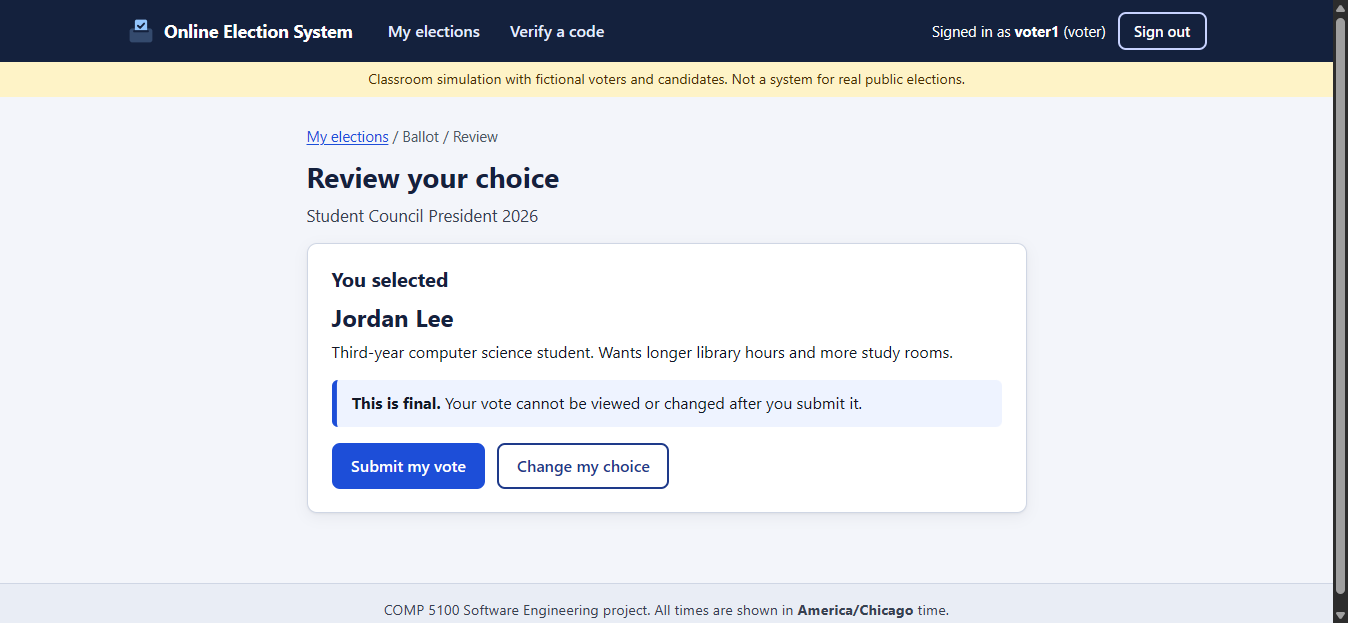 Online Election System
My elections
Verify a code
Signed in as voter1 (voter)
Sign out
Classroom simulation with fictional voters and candidates. Not a system for real public elections.
My elections / Ballot / Review
Review your choice
Student Council President 2026
You selected
Jordan Lee
Third-year computer science student. Wants longer library hours and more study rooms.
This is final. Your vote cannot be viewed or changed after you submit it.
Submit my vote
Change my choice
COMP 5100 Software Engineering project. All times are shown in America/Chicago time.